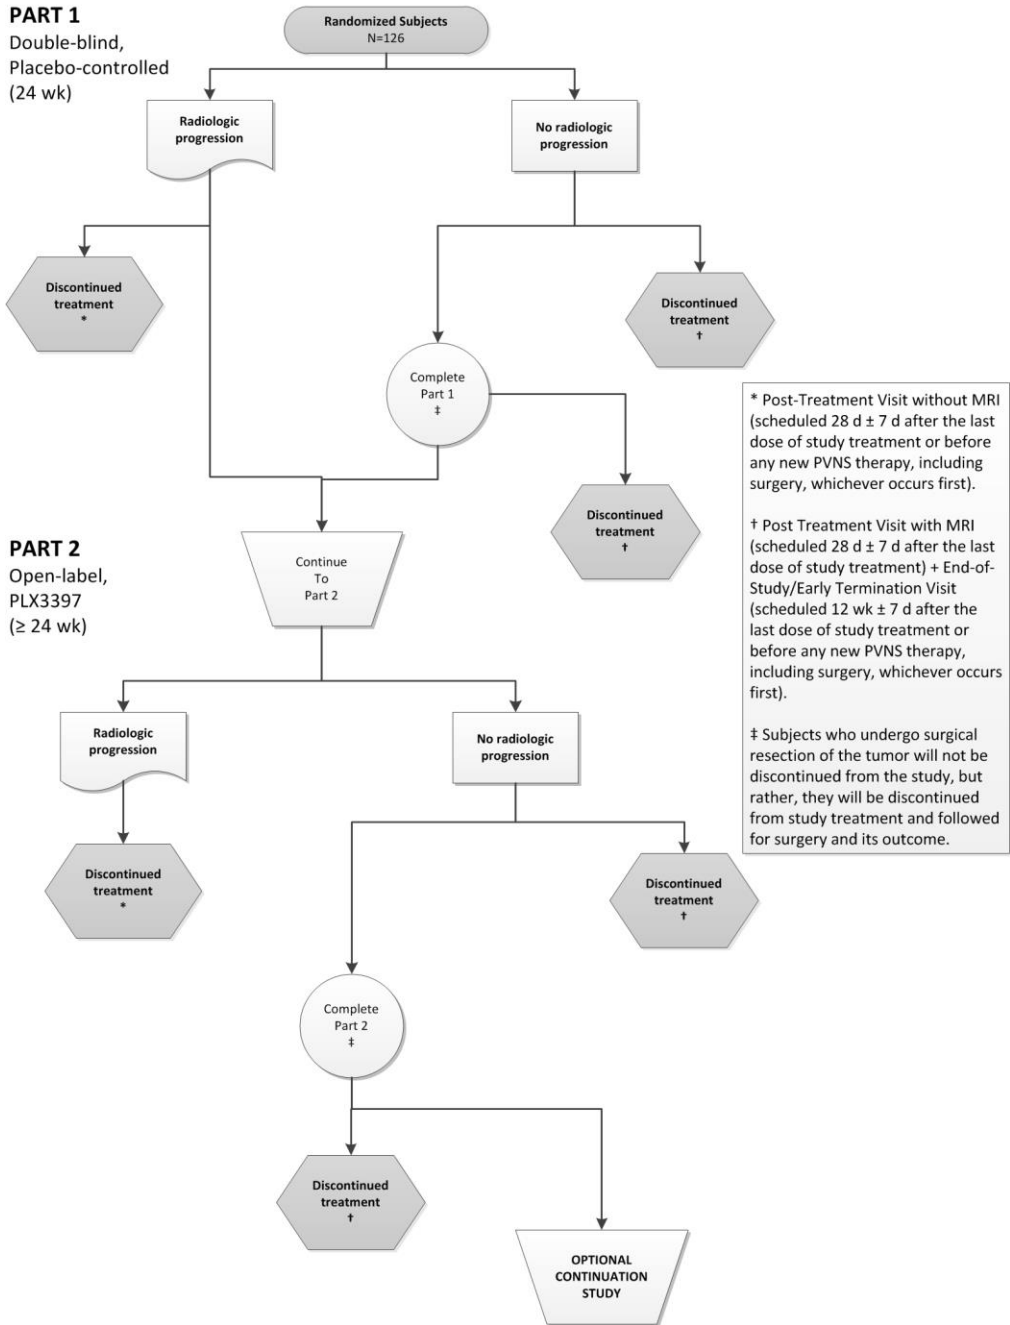 PART 1
Double-blind,
Placebo-controlled
(24 wk)
Randomized Subjects
N=126
Radiologic
progression
No radiologic
progression
Discontinued
treatment
*
Discontinued
treatment
†
Complete
Part 1
‡
Discontinued
treatment
†
* Post-Treatment Visit without MRI
(scheduled 28 d ± 7 d after the last
dose of study treatment or before
any new PVNS therapy, including
surgery, whichever occurs first).
† Post Treatment Visit with MRI
(scheduled 28 d ± 7 d after the last
dose of study treatment) + End-of-
Study/Early Termination Visit
(scheduled 12 wk ± 7 d after the
last dose of study treatment or
before any new PVNS therapy,
including surgery, whichever occurs
first).
‡ Subjects who undergo surgical
resection of the tumor will not be
discontinued from the study, but
rather, they will be discontinued
from study treatment and followed
for surgery and its outcome.
PART 2
Open-label,
PLX3397
(≥ 24 wk)
Continue
To
Part 2
Radiologic
progression
No radiologic
progression
Discontinued
treatment
*
Discontinued
treatment
†
Complete
Part 2
‡
Discontinued
treatment
†
OPTIONAL
CONTINUATION
STUDY